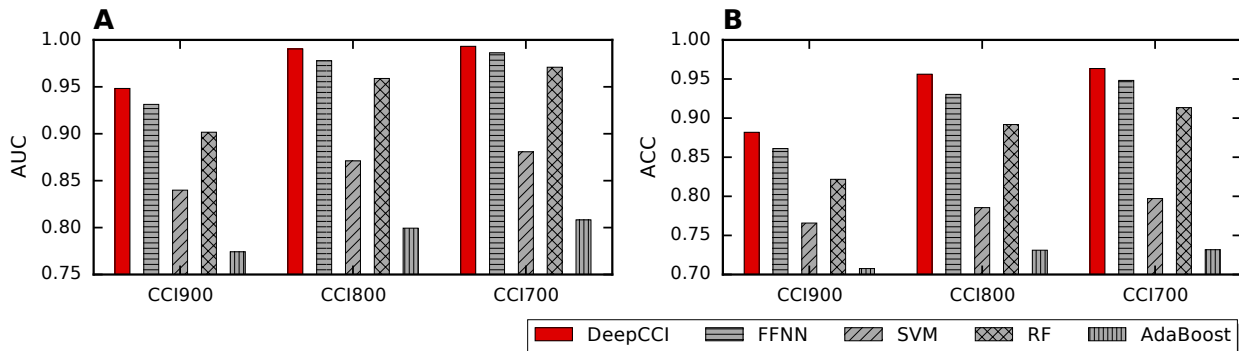 A
1.00
0.95
0.90
0.85
0.80
0.75
AUC
CCI900 CCI800 CCI700
B
1.00
0.95
0.90
0.85
0.80
0.75
0.70
ACC
CCI900 CCI800 CCI700
DeepCCI FFNN SVM RF AdaBoost